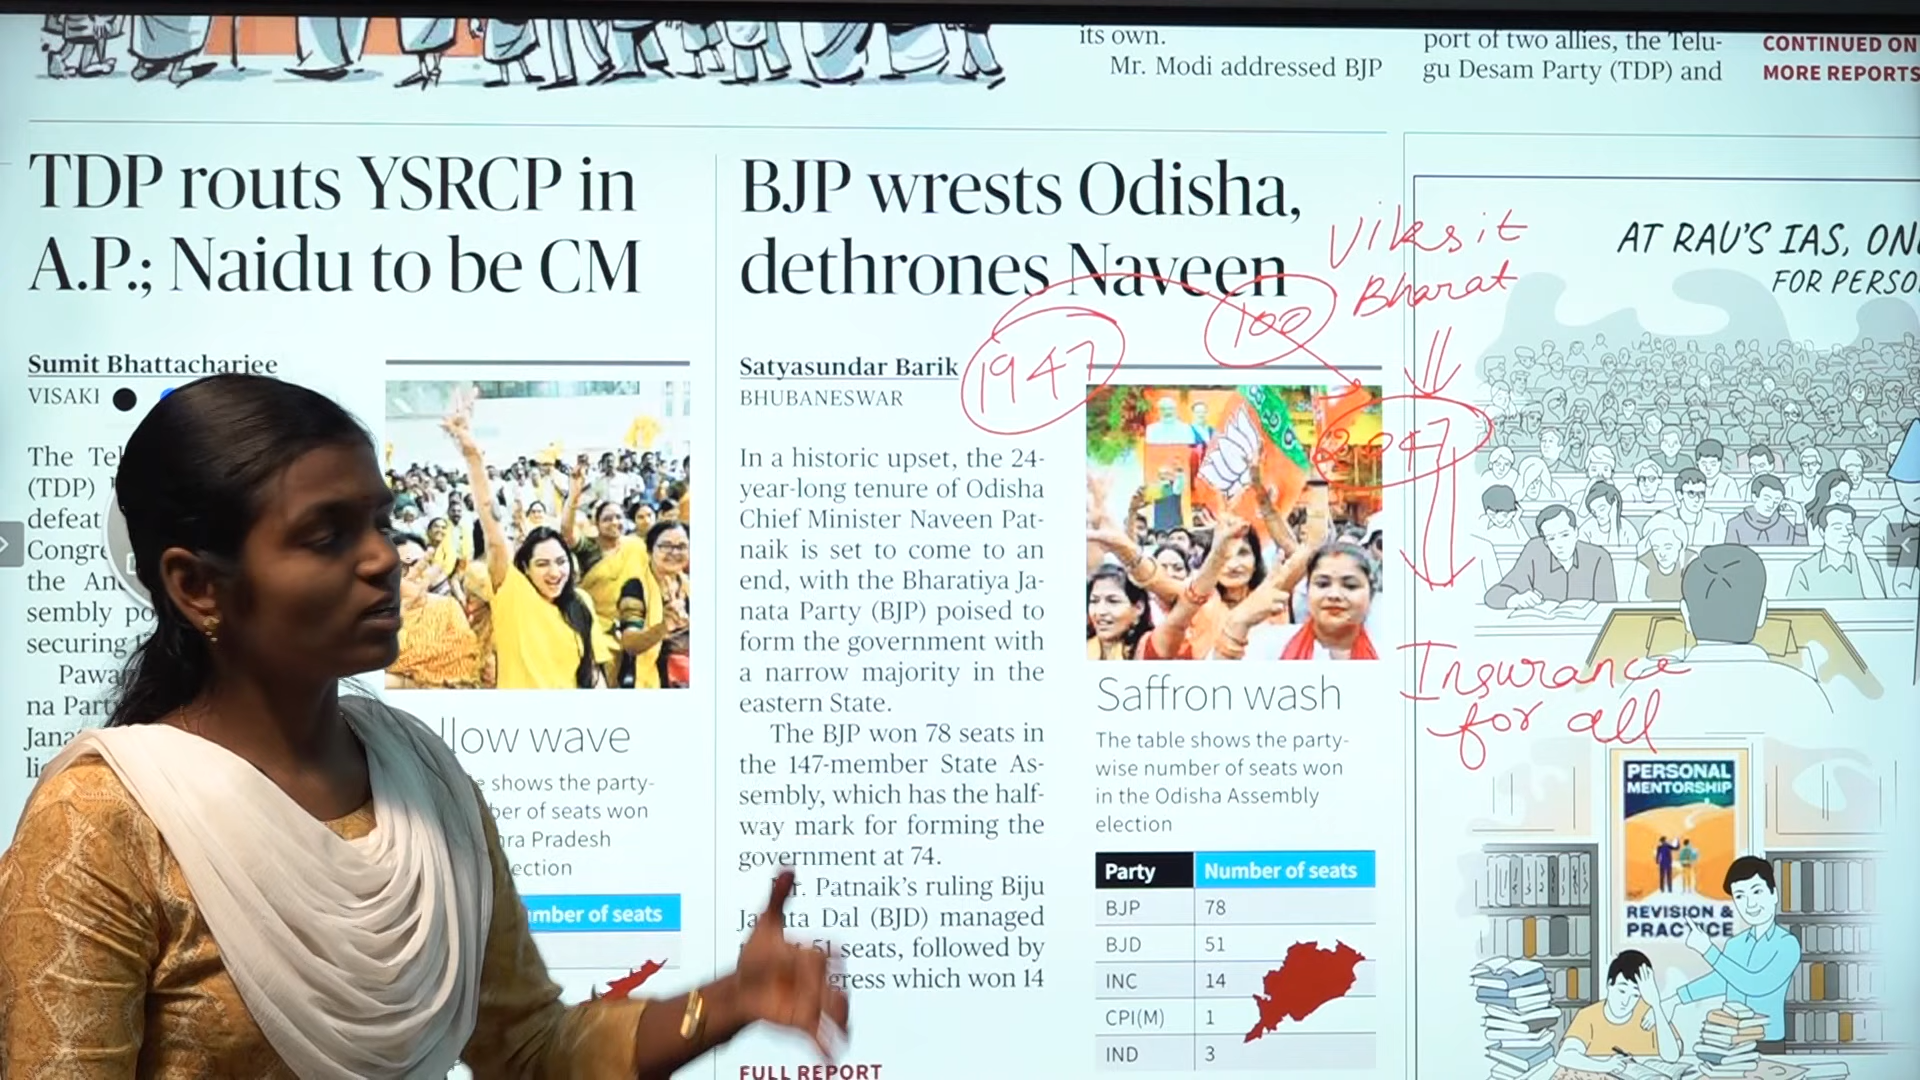 its own.
Mr. Modi addressed BJP
port of two allies, the Telu-
gu Desam Party (TDP) and
CONTINUED ON
MORE REPORTS
TDP routs YSRCP in
A.P.; Naidu to be CM
Sumit Bhattacharjee
VISAKI
The Tel
(TDP)
defeat
Congre
the An
sembly po
securing
Pawa
na Part
Jana
llow wave
shows the party-
ber of seats won
hra Pradesh
ection
mber of seats
BJP wrests Odisha,
dethrones Naveen
Satyasundar Barik
BHUBANESWAR
In a historic upset, the 24-
year-long tenure of Odisha
Chief Minister Naveen Pat-
naik is set to come to an
end, with the Bharatiya Ja-
nata Party (BJP) poised to
form the government with
a narrow majority in the
eastern State.
The BJP won 78 seats in
the 147-member State As-
sembly, which has the half-
way mark for forming the
government at 74.
Patnaik's ruling Biju
Dal (BJD) managed
51 seats, followed by
gress which won 14
FULL REPORT
Saffron wash
The table shows the party-
wise number of seats won
in the Odisha Assembly
election
Party Number of seats
BJP 78
BJD 51
INC 14
CPI(M) 1
IND 3
1947
100
Viksit
Bharat
2047
Insurance
for all
AT RAU'S IAS, ON
FOR PERSO
PERSONAL
MENTORSHIP
REVISION &
PRACTICE